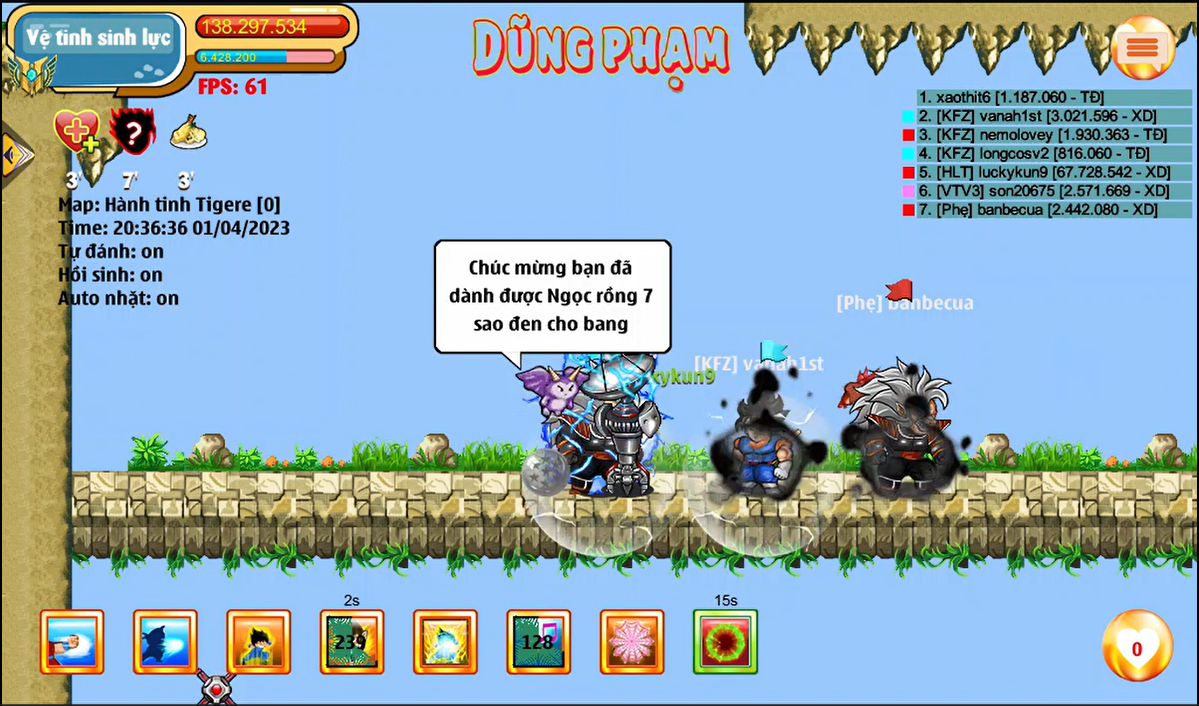 Vệ tinh sinh lực
138.297.534
6.428.200
FPS: 61
DŨNG PHẠM
?
3'
7'
3'
Map: Hành tinh Tigere [0]
Time: 20:36:36 01/04/2023
Tự đánh: on
Hồi sinh: on
Auto nhặt: on
1. xaothit6 [1.187.060 - TĐ]
2. [KFZ] vanah1st [3.021.596 - XD]
3. [KFZ] nemolovey [1.930.363 - TĐ]
4. [KFZ] longcosv2 [816.060 - TĐ]
5. [HLT] luckykun9 [67.728.542 - XD]
6. [VTV3] son20675 [2.571.669 - XD]
7. [Phẹ] banbecua [2.442.080 - XD]
Chúc mừng bạn đã
dành được Ngọc rồng 7
sao đen cho bang
[Phẹ] banbecua
[KFZ] vanah1st
kykun9
2s
15s
239
128
0